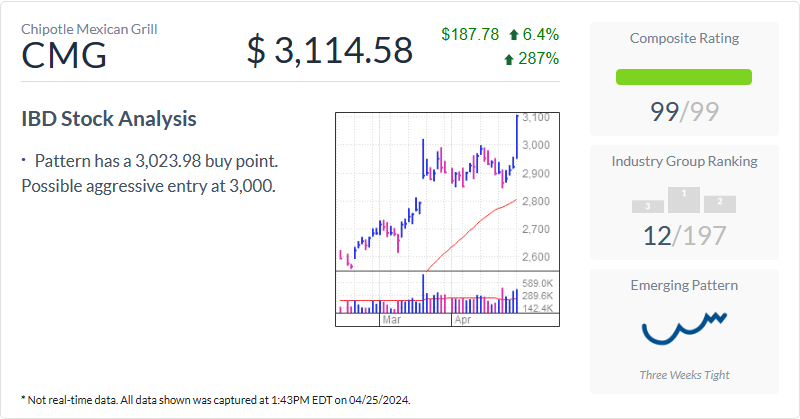 Chipotle Mexican Grill
CMG
$ 3,114.58
$187.78 6.4%
287%
IBD Stock Analysis
· Pattern has a 3,023.98 buy point.
Possible aggressive entry at 3,000.
3,100
3,000
2,900
2,800
2,700
2,600
589.0K
289.6K
142.4K
Mar
Apr
Composite Rating
99/99
Industry Group Ranking
3
1
2
12/197
Emerging Pattern
Three Weeks Tight
* Not real-time data. All data shown was captured at 1:43PM EDT on 04/25/2024.